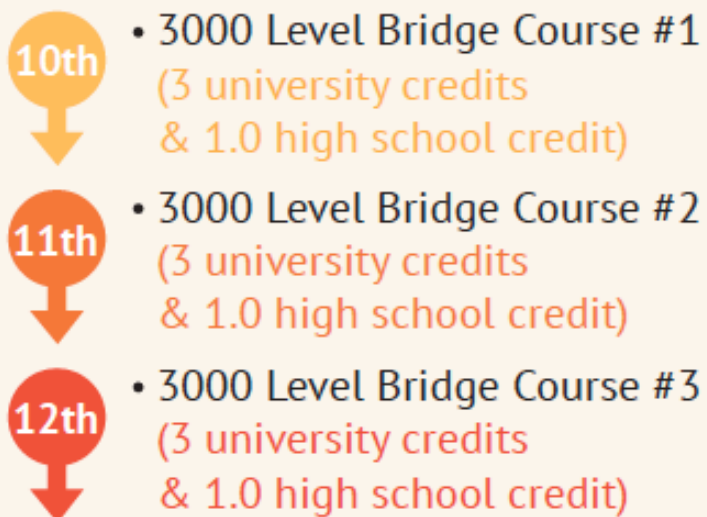 10th
• 3000 Level Bridge Course #1
(3 university credits
& 1.0 high school credit)
11th
• 3000 Level Bridge Course #2
(3 university credits
& 1.0 high school credit)
12th
• 3000 Level Bridge Course #3
(3 university credits
& 1.0 high school credit)